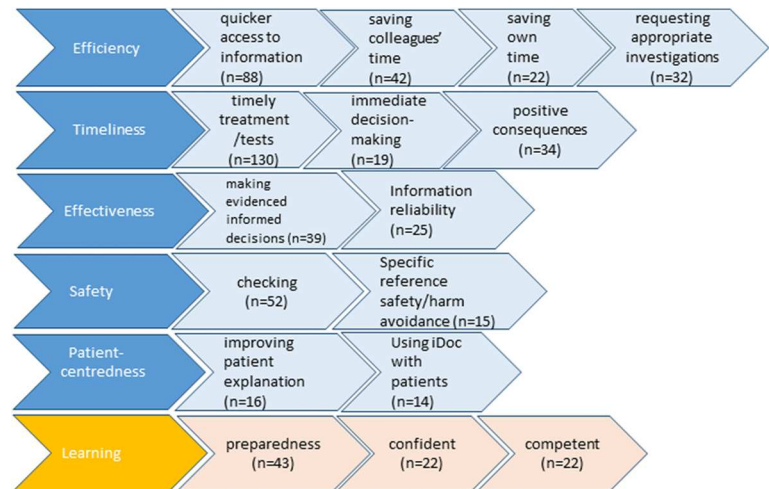 Efficiency
quicker
access to
information
(n=88)
saving
colleagues'
time
(n=42)
saving
own
time
(n=22)
requesting
appropriate
investigations
(n=32)
Timeliness
timely
treatment
/tests
(n=130)
immediate
decision-
making
(n=19)
positive
consequences
(n=34)
Effectiveness
making
evidenced
informed
decisions (n=39)
Information
reliability
(n=25)
Safety
checking
(n=52)
Specific
reference
safety/harm
avoidance (n=15)
Patient-
centredness
improving
patient
explanation
(n=16)
Using iDoc
with
patients
(n=14)
Learning
preparedness
(n=43)
confident
(n=22)
competent
(n=22)